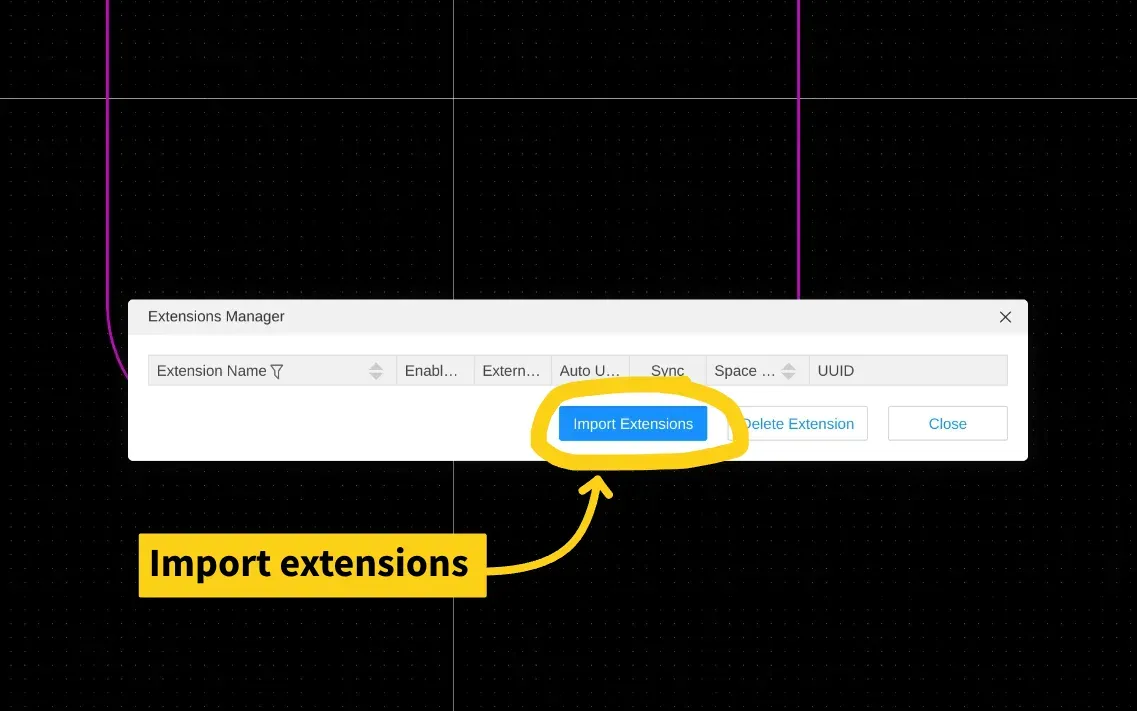 Extensions Manager
Extension Name Enabl... Extern... Auto U... Sync Space ... UUID
Import Extensions Delete Extension Close
Import extensions